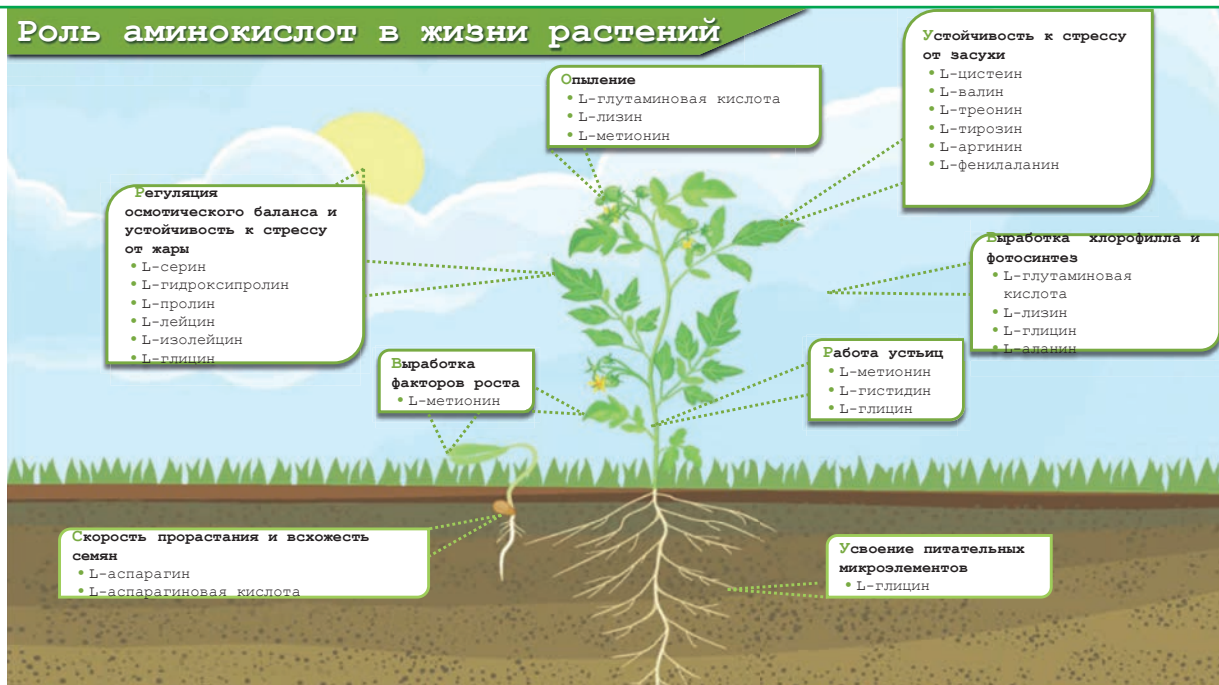 Роль аминокислот в жизни растений
Опыление
• L-глутаминовая кислота
• L-лизин
• L-метионин
Устойчивость к стрессу
от засухи
• L-цистеин
• L-валин
• L-треонин
• L-тирозин
• L-аргинин
• L-фенилаланин
Регуляция
осмотического баланса и
устойчивость к стрессу
от жары
• L-серин
• L-гидроксипролин
• L-пролин
• L-лейцин
• L-изолейцин
• L-глицин
Выработка хлорофилла и
фотосинтез
• L-глутаминовая
кислота
• L-лизин
• L-глицин
• L-аланин
Выработка
факторов роста
• L-метионин
Работа устьиц
• L-метионин
• L-гистидин
• L-глицин
Скорость прорастания и всхожесть
семян
• L-аспарагин
• L-аспарагиновая кислота
Усвоение питательных
микроэлементов
• L-глицин